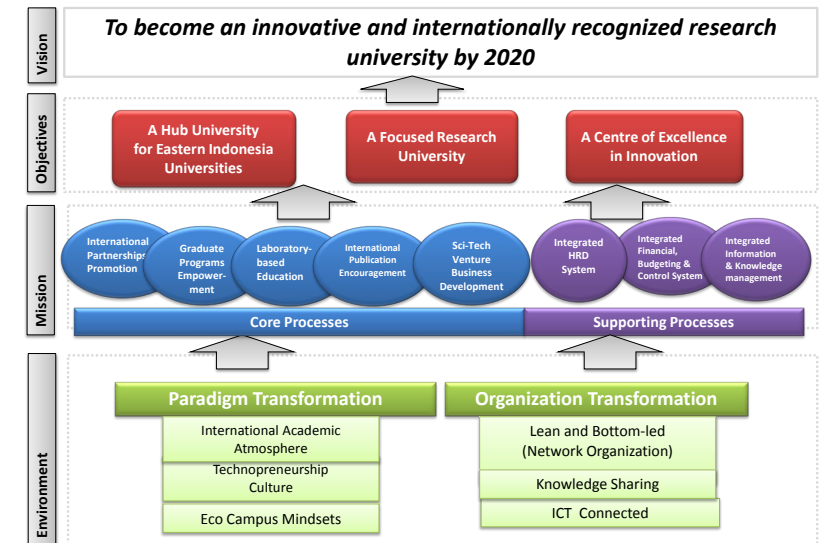 Vision
To become an innovative and internationally recognized research
university by 2020
Objectives
A Hub University
for Eastern Indonesia
Universities
A Focused Research
University
A Centre of Excellence
in Innovation
Mission
International
Partnerships
Promotion
Graduate
Programs
Empower-
ment
Laboratory-
based
Education
International
Publication
Encouragement
Sci-Tech
Venture
Business
Development
Integrated
HRD
System
Integrated
Financial,
Budgeting &
Control System
Integrated
Information
& Knowledge
management
Core Processes
Supporting Processes
Environment
Paradigm Transformation
International Academic
Atmosphere
Technopreneurship
Culture
Eco Campus Mindsets
Organization Transformation
Lean and Bottom-led
(Network Organization)
Knowledge Sharing
ICT Connected